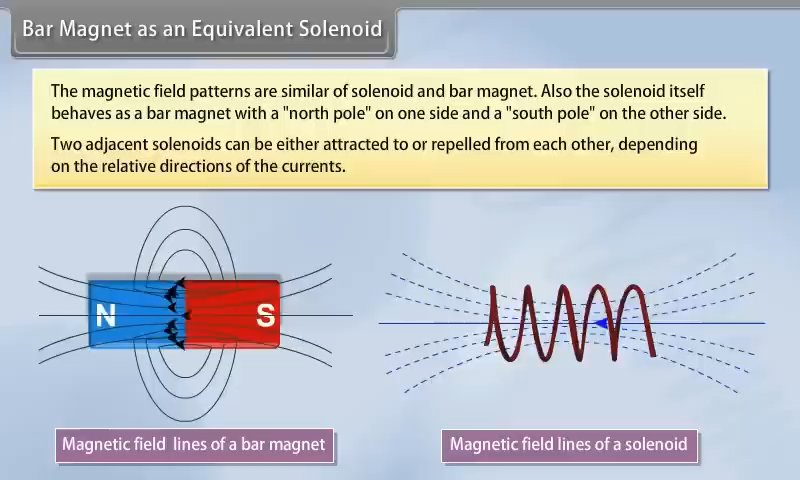 Bar Magnet as an Equivalent Solenoid
The magnetic field patterns are similar of solenoid and bar magnet. Also the solenoid itself
behaves as a bar magnet with a "north pole" on one side and a "south pole" on the other side.
Two adjacent solenoids can be either attracted to or repelled from each other, depending
on the relative directions of the currents.
N S
Magnetic field lines of a bar magnet
Magnetic field lines of a solenoid